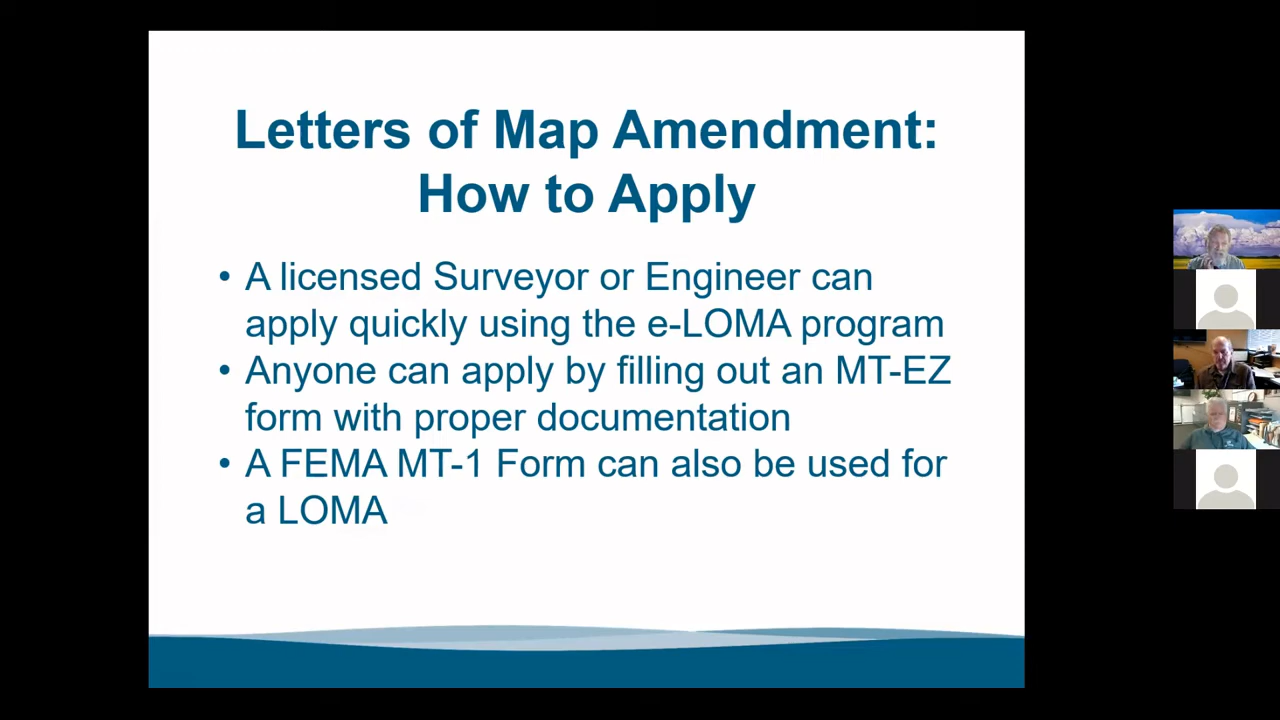 Letters of Map Amendment:
How to Apply
• A licensed Surveyor or Engineer can
apply quickly using the e-LOMA program
• Anyone can apply by filling out an MT-EZ
form with proper documentation
• A FEMA MT-1 Form can also be used for
a LOMA